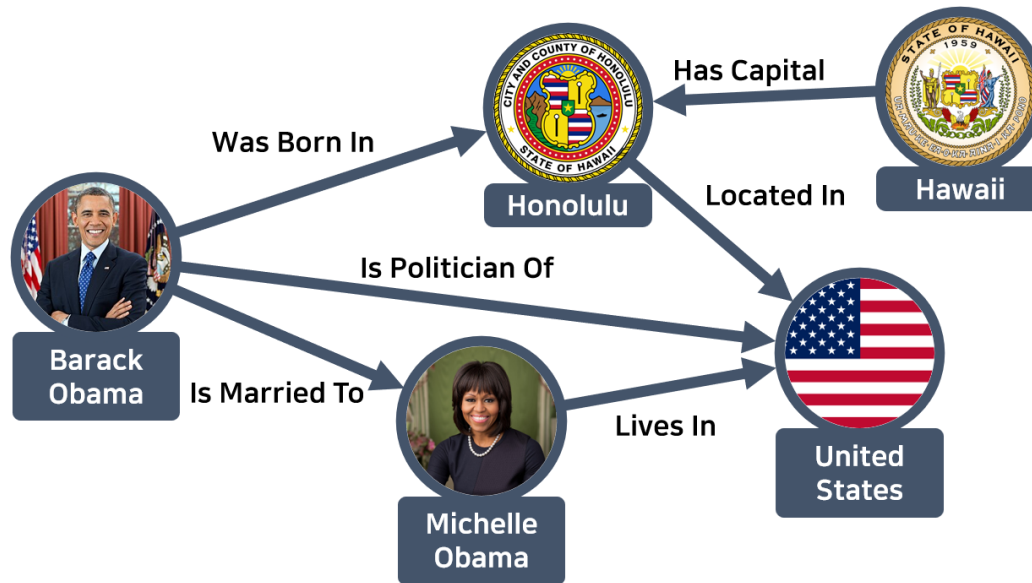 CITY AND COUNTY OF HONOLULU
STATE OF HAWAII
Honolulu
Has Capital
STATE OF HAWAII
1959
Hawaii
Was Born In
Located In
Barack
Obama
Is Politician Of
Is Married To
Michelle
Obama
Lives In
United
States